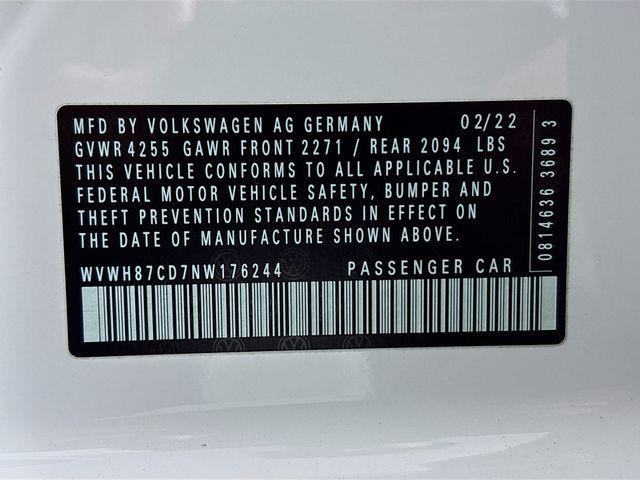 MFD BY VOLKSWAGEN AG GERMANY 02/22
GVWR 4255 GAWR FRONT 2271 / REAR 2094 LBS
THIS VEHICLE CONFORMS TO ALL APPLICABLE U.S.
FEDERAL MOTOR VEHICLE SAFETY, BUMPER AND
THEFT PREVENTION STANDARDS IN EFFECT ON
THE DATE OF MANUFACTURE SHOWN ABOVE.
WVWH87CD7NW176244 PASSENGER CAR
0814636 36893